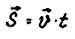 S⃗ = v⃗ · t